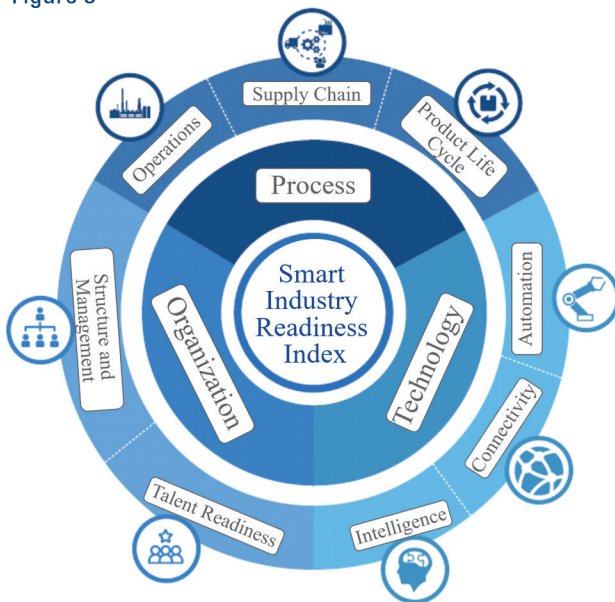 Figure
Supply Chain
Operations
Product Life
Cycle
Process
Smart
Industry
Readiness
Index
Organization
Technology
Structure and
Management
Automation
Connectivity
Talent Readiness
Intelligence